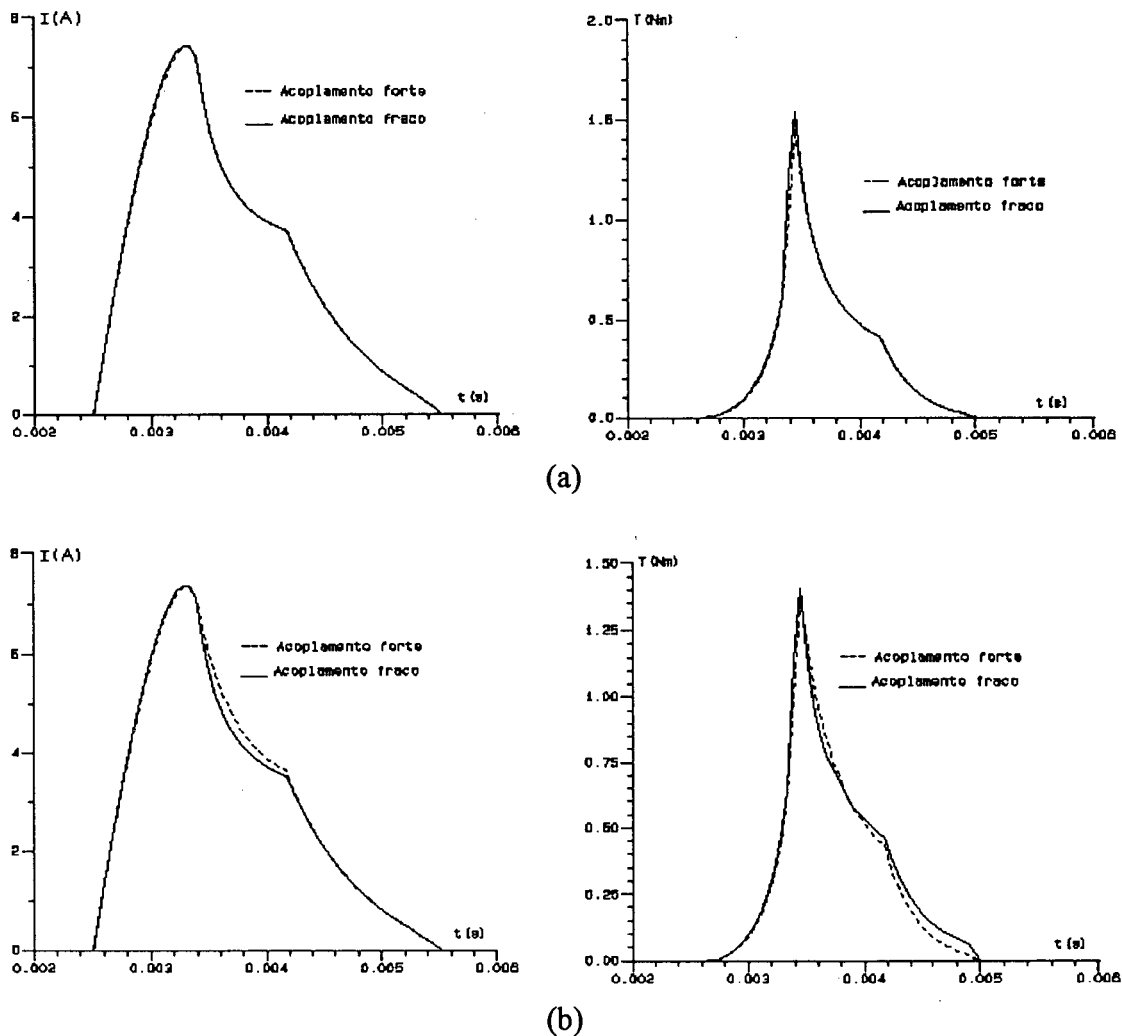 I(A)
8
6
4
2
0
0.002
0.003
0.004
0.005
0.006
t(s)
Acoplamento forte
Acoplamento fraco
T(Nm)
2.0
1.5
1.0
0.5
0.0
0.002
0.003
0.004
0.005
0.006
t(s)
Acoplamento forte
Acoplamento fraco
(a)
I(A)
8
6
4
2
0
0.002
0.003
0.004
0.005
0.006
t(s)
Acoplamento forte
Acoplamento fraco
T(Nm)
1.50
1.25
1.00
0.75
0.50
0.25
0.00
0.002
0.003
0.004
0.005
0.006
t(s)
Acoplamento forte
Acoplamento fraco
(b)